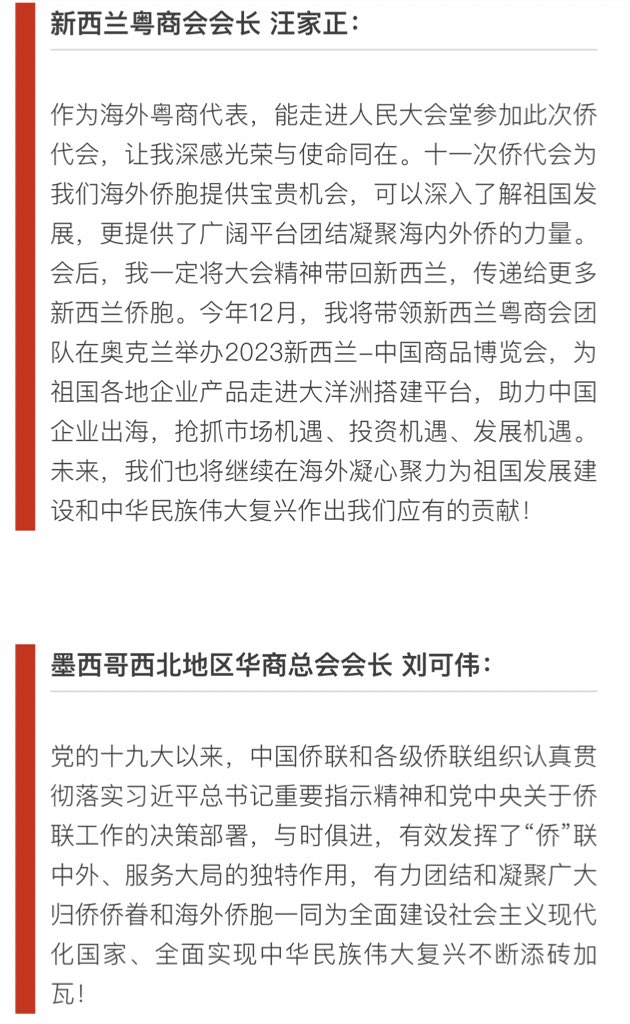 新西兰粤商会会长 汪家正：
作为海外粤商代表，能走进人民大会堂参加此次侨
代会，让我深感光荣与使命同在。十一次侨代会为
我们海外侨胞提供宝贵机会，可以深入了解祖国发
展，更提供了广阔平台团结凝聚海内外侨的力量。
会后，我一定将大会精神带回新西兰，传递给更多
新西兰侨胞。今年12月，我将带领新西兰粤商会团
队在奥克兰举办2023新西兰–中国商品博览会，为
祖国各地企业产品走进大洋洲搭建平台，助力中国
企业出海，抢抓市场机遇、投资机遇、发展机遇。
未来，我们也将继续在海外凝心聚力为祖国发展建
设和中华民族伟大复兴作出我们应有的贡献！
墨西哥西北地区华商总会会长 刘可伟：
党的十九大以来，中国侨联和各级侨联组织认真贯
彻落实习近平总书记重要指示精神和党中央关于侨
联工作的决策部署，与时俱进，有效发挥了“侨”联
中外、服务大局的独特作用，有力团结和凝聚广大
归侨侨眷和海外侨胞一同为全面建设社会主义现代
化国家、全面实现中华民族伟大复兴不断添砖加
瓦！